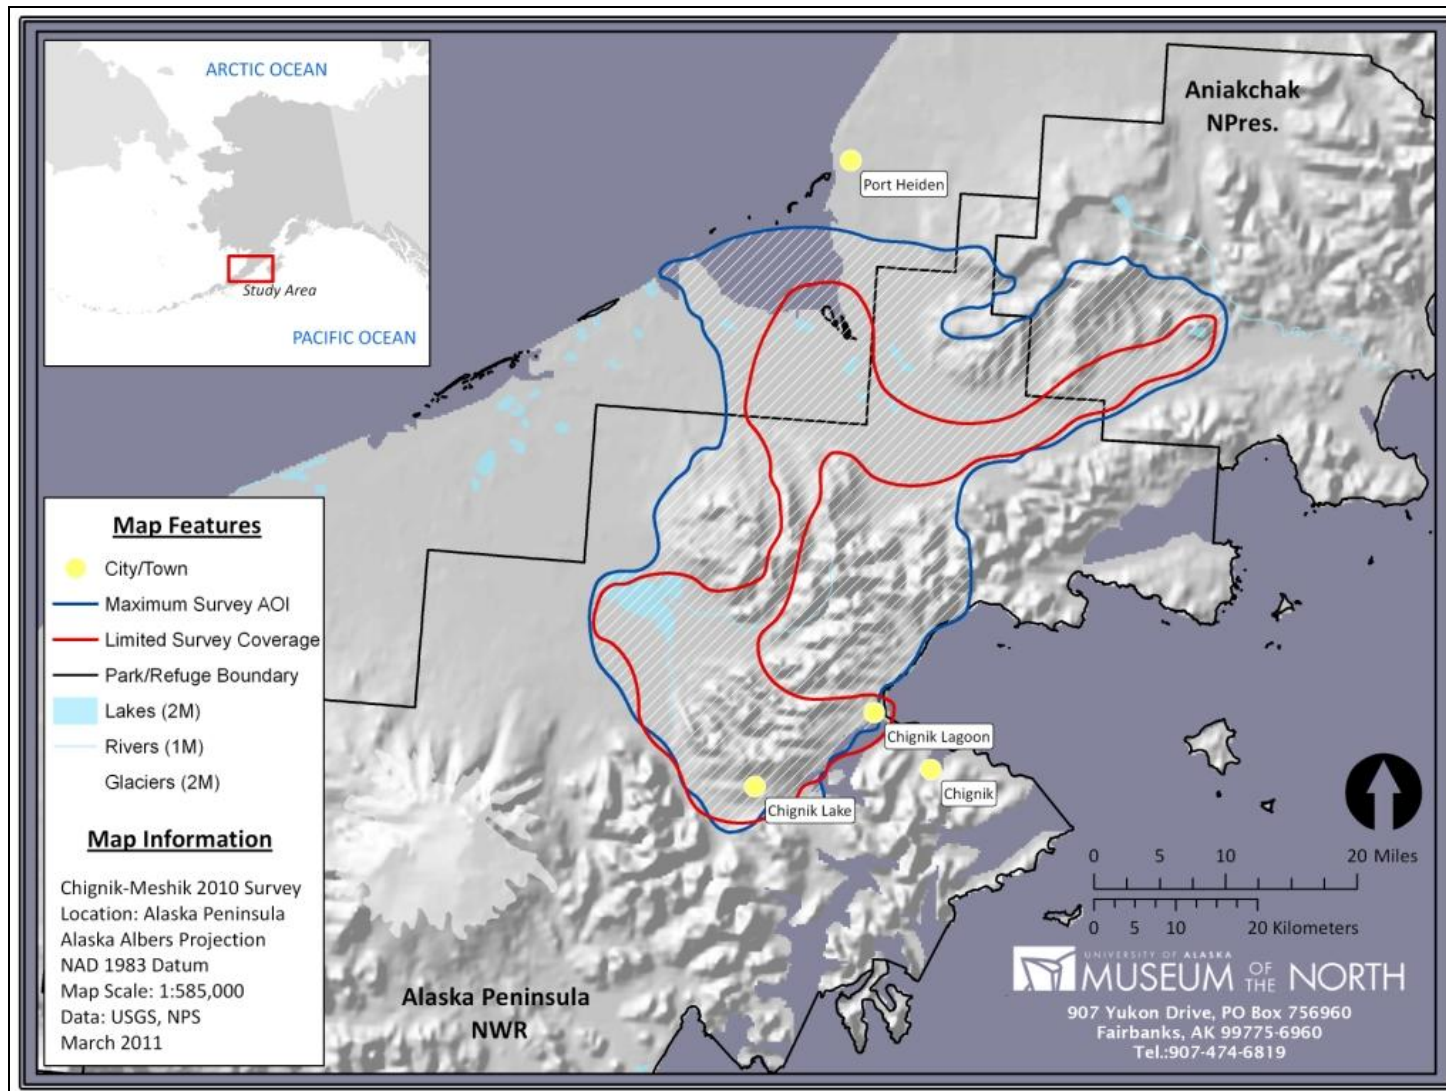 ARCTIC OCEAN
Study Area
PACIFIC OCEAN
Aniakchak
NPres.
Port Heiden
Chignik Lagoon
Chignik
Chignik Lake
Alaska Peninsula
NWR
Map Features
City/Town
Maximum Survey AOI
Limited Survey Coverage
Park/Refuge Boundary
Lakes (2M)
Rivers (1M)
Glaciers (2M)
Map Information
Chignik-Meshik 2010 Survey
Location: Alaska Peninsula
Alaska Albers Projection
NAD 1983 Datum
Map Scale: 1:585,000
Data: USGS, NPS
March 2011
0 5 10 20 Miles
0 5 10 20 Kilometers
UNIVERSITY OF ALASKA
MUSEUM OF THE NORTH
907 Yukon Drive, PO Box 756960
Fairbanks, AK 99775-6960
Tel.:907-474-6819